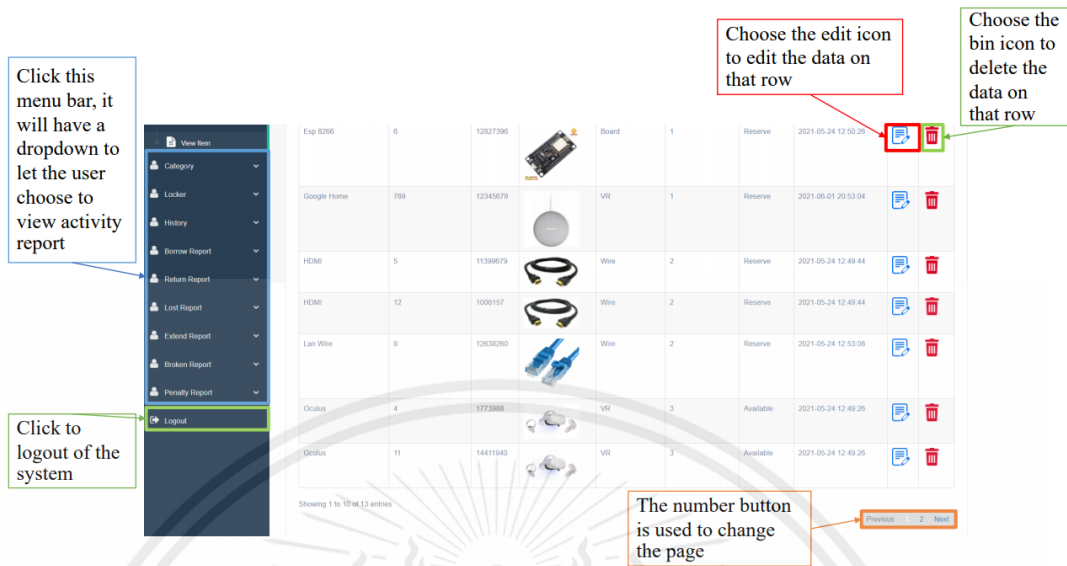 Choose the edit icon
to edit the data on
that row
Choose the
bin icon to
delete the
data on
that row
Click this
menu bar, it
will have a
dropdown to
let the user
choose to
view activity
report
Click to
logout of the
system
View Item
Category
Locker
History
Borrow Report
Return Report
Lost Report
Extend Report
Broken Report
Penalty Report
Logout
Esp 8266 6 12627396 Board 1 Reserve 2021-05-24 12:50:26
Google Home 789 12345679 VR 1 Reserve 2021-06-01 20:53:04
HDMI 5 11399679 Wire 2 Reserve 2021-05-24 12:49:44
HDMI 12 1006157 Wire 2 Reserve 2021-05-24 12:49:44
Lan Wire 9 12638260 Wire 2 Reserve 2021-05-24 12:53:08
Oculus 4 1773988 VR 3 Available 2021-05-24 12:49:26
Oculus 11 14411940 VR 3 Available 2021-05-24 12:49:26
Showing 1 to 10 of 13 entries
The number button
is used to change
the page
Previous 1 2 Next